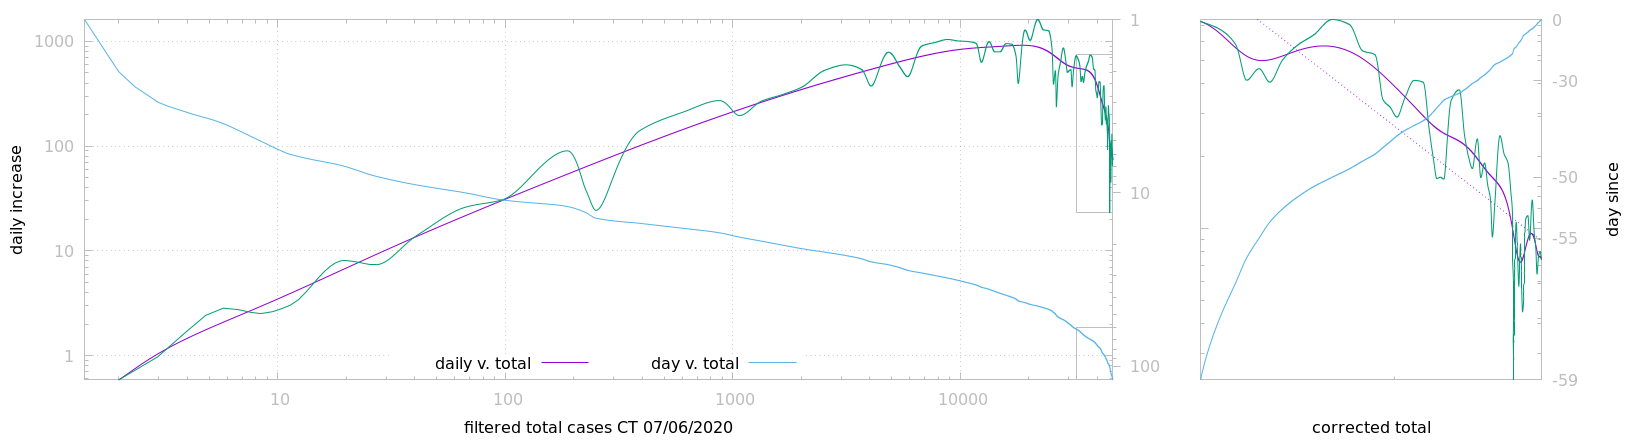 1000
100
10
1
daily increase
10
100
1000
10000
filtered total cases CT 07/06/2020
daily v. total
day v. total
1
10
100
0
-30
-50
-55
-59
day since
corrected total